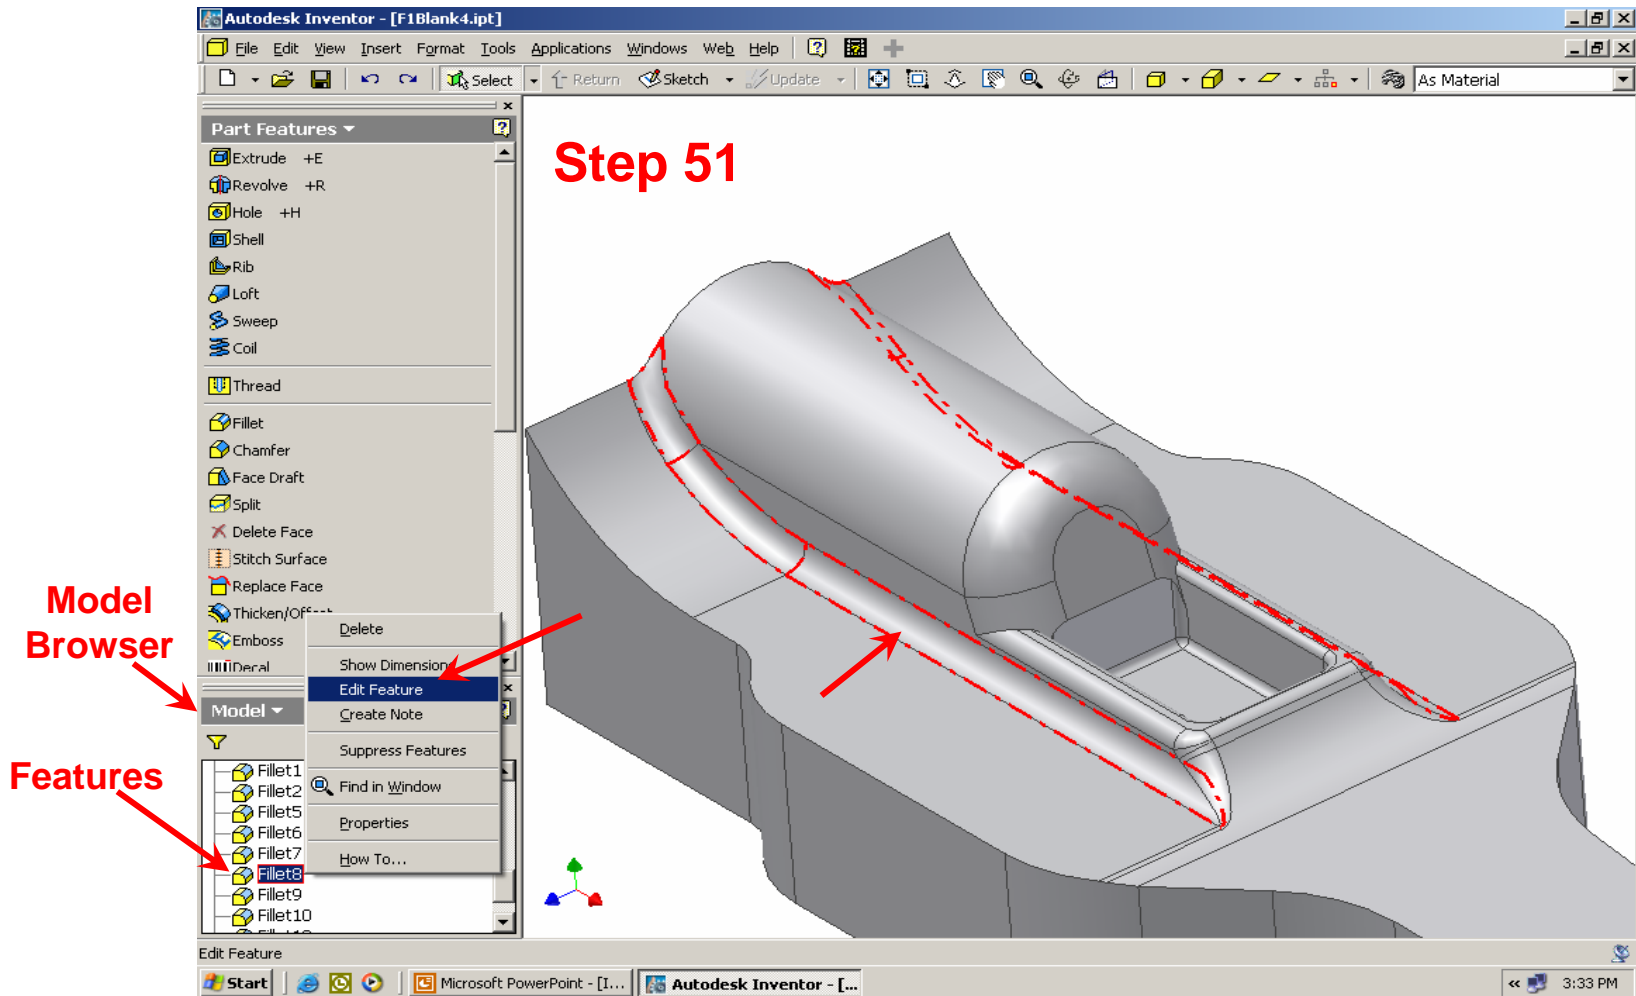 Autodesk Inventor - [F1Blank4.ipt]
File Edit View Insert Format Tools Applications Windows Web Help
Select Return Sketch Update As Material
Part Features
Step 51
Extrude +E
Revolve +R
Hole +H
Shell
Rib
Loft
Sweep
Coil
Thread
Fillet
Chamfer
Face Draft
Split
Delete Face
Stitch Surface
Replace Face
Thicken/Offset
Emboss
Decal
Model
Browser
Delete
Show Dimensions
Edit Feature
Create Note
Suppress Features
Find in Window
Properties
How To...
Model
Features
Fillet1
Fillet2
Fillet5
Fillet6
Fillet7
Fillet8
Fillet9
Fillet10
Edit Feature
Start Microsoft PowerPoint - [I... Autodesk Inventor - [... « 3:33 PM